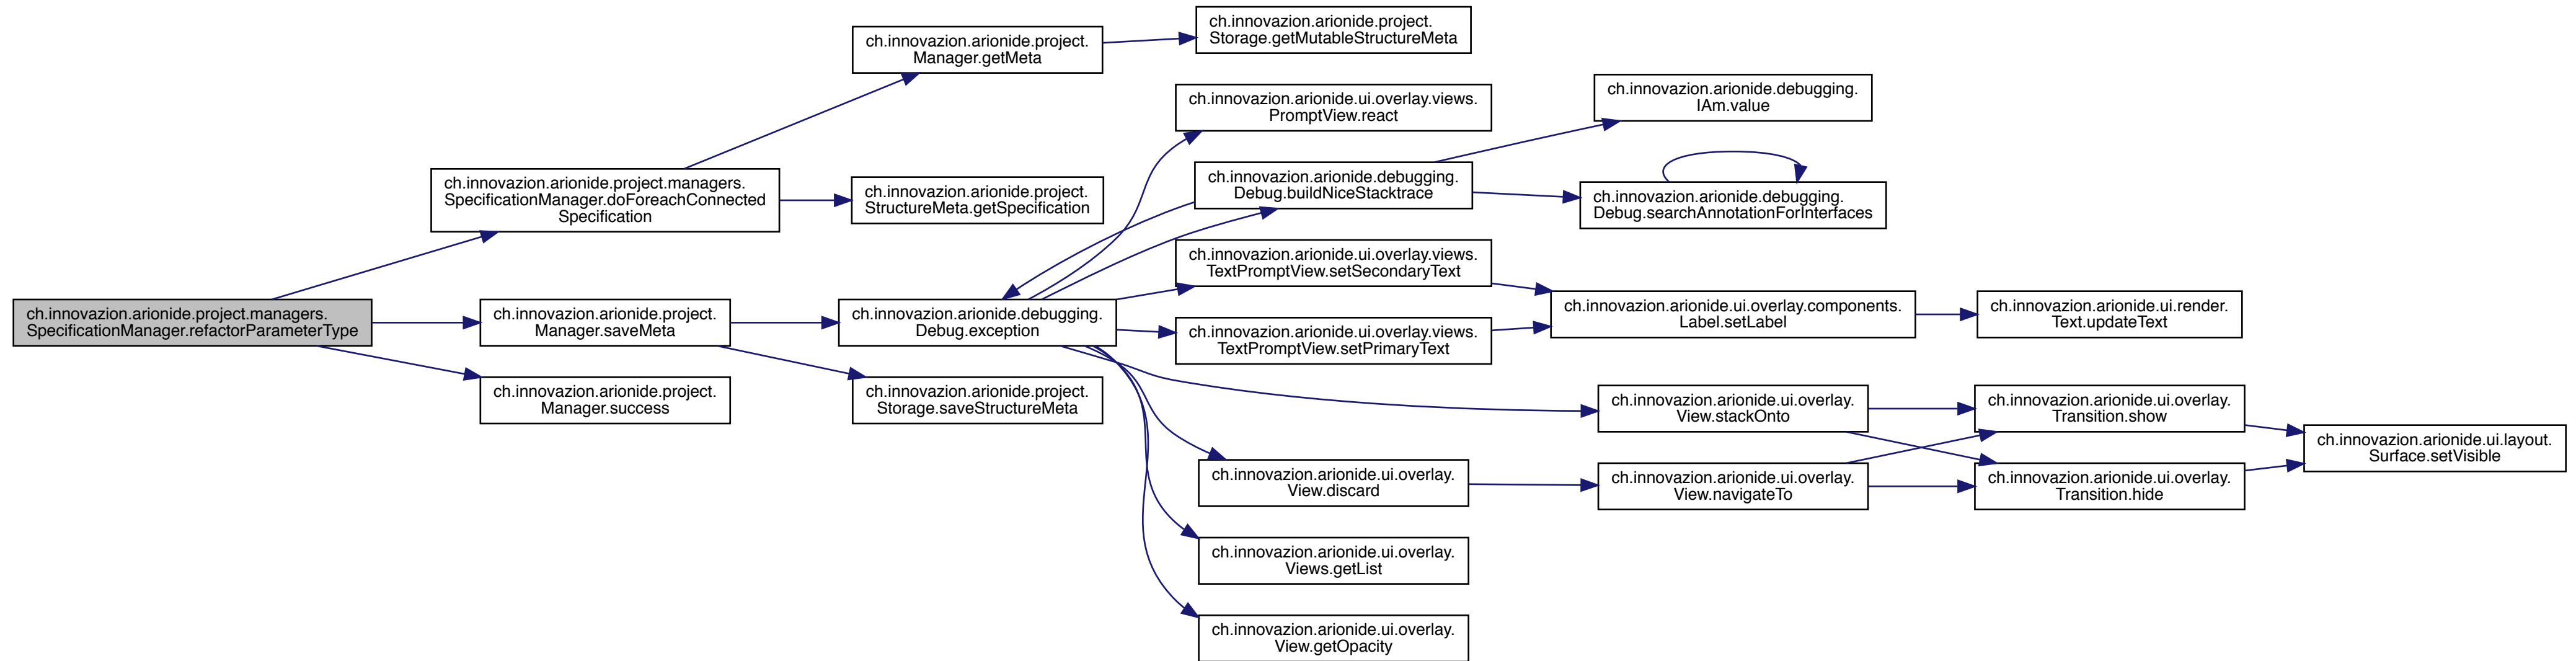 ch.innovazion.arionide.project.managers.
SpecificationManager.refactorParameterType
ch.innovazion.arionide.project.managers.
SpecificationManager.doForeachConnected
Specification
ch.innovazion.arionide.project.
Manager.saveMeta
ch.innovazion.arionide.project.
Manager.success
ch.innovazion.arionide.project.
Manager.getMeta
ch.innovazion.arionide.project.
StructureMeta.getSpecification
ch.innovazion.arionide.debugging.
Debug.exception
ch.innovazion.arionide.project.
Storage.saveStructureMeta
ch.innovazion.arionide.project.
Storage.getMutableStructureMeta
ch.innovazion.arionide.ui.overlay.views.
PromptView.react
ch.innovazion.arionide.debugging.
Debug.buildNiceStacktrace
ch.innovazion.arionide.ui.overlay.views.
TextPromptView.setSecondaryText
ch.innovazion.arionide.ui.overlay.views.
TextPromptView.setPrimaryText
ch.innovazion.arionide.ui.overlay.
View.discard
ch.innovazion.arionide.ui.overlay.
Views.getList
ch.innovazion.arionide.ui.overlay.
View.getOpacity
ch.innovazion.arionide.debugging.
IAm.value
ch.innovazion.arionide.debugging.
Debug.searchAnnotationForInterfaces
ch.innovazion.arionide.ui.overlay.components.
Label.setLabel
ch.innovazion.arionide.ui.overlay.
View.stackOnto
ch.innovazion.arionide.ui.overlay.
View.navigateTo
ch.innovazion.arionide.ui.render.
Text.updateText
ch.innovazion.arionide.ui.overlay.
Transition.show
ch.innovazion.arionide.ui.overlay.
Transition.hide
ch.innovazion.arionide.ui.layout.
Surface.setVisible